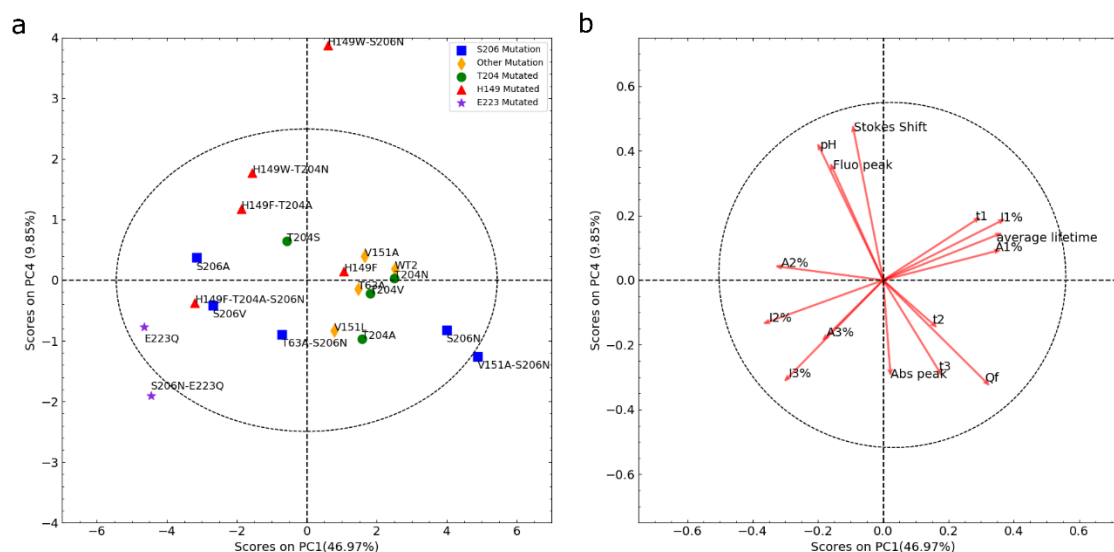 a
S206 Mutation
Other Mutation
T204 Mutated
H149 Mutated
E223 Mutated
H149W-S206N
H149W-T204N
H149F-T204A
T204S
S206A
V151A
WT2
H149F
T204N
T63A
T204V
H149F-T204A-S206N
S206V
V151L
T204A
T63A-S206N
S206N
V151A-S206N
E223Q
S206N-E223Q
4
3
2
1
0
−1
−2
−3
−4
−6
−4
−2
0
2
4
6
Scores on PC4 (9.85%)
Scores on PC1(46.97%)
b
Stokes Shift
pH
Fluo peak
t1
I1%
average lifetime
A1%
A2%
I2%
A3%
I3%
t2
t3
Abs peak
Qf
0.6
0.4
0.2
0.0
−0.2
−0.4
−0.6
−0.6
−0.4
−0.2
0.0
0.2
0.4
0.6
Scores on PC4 (9.85%)
Scores on PC1(46.97%)